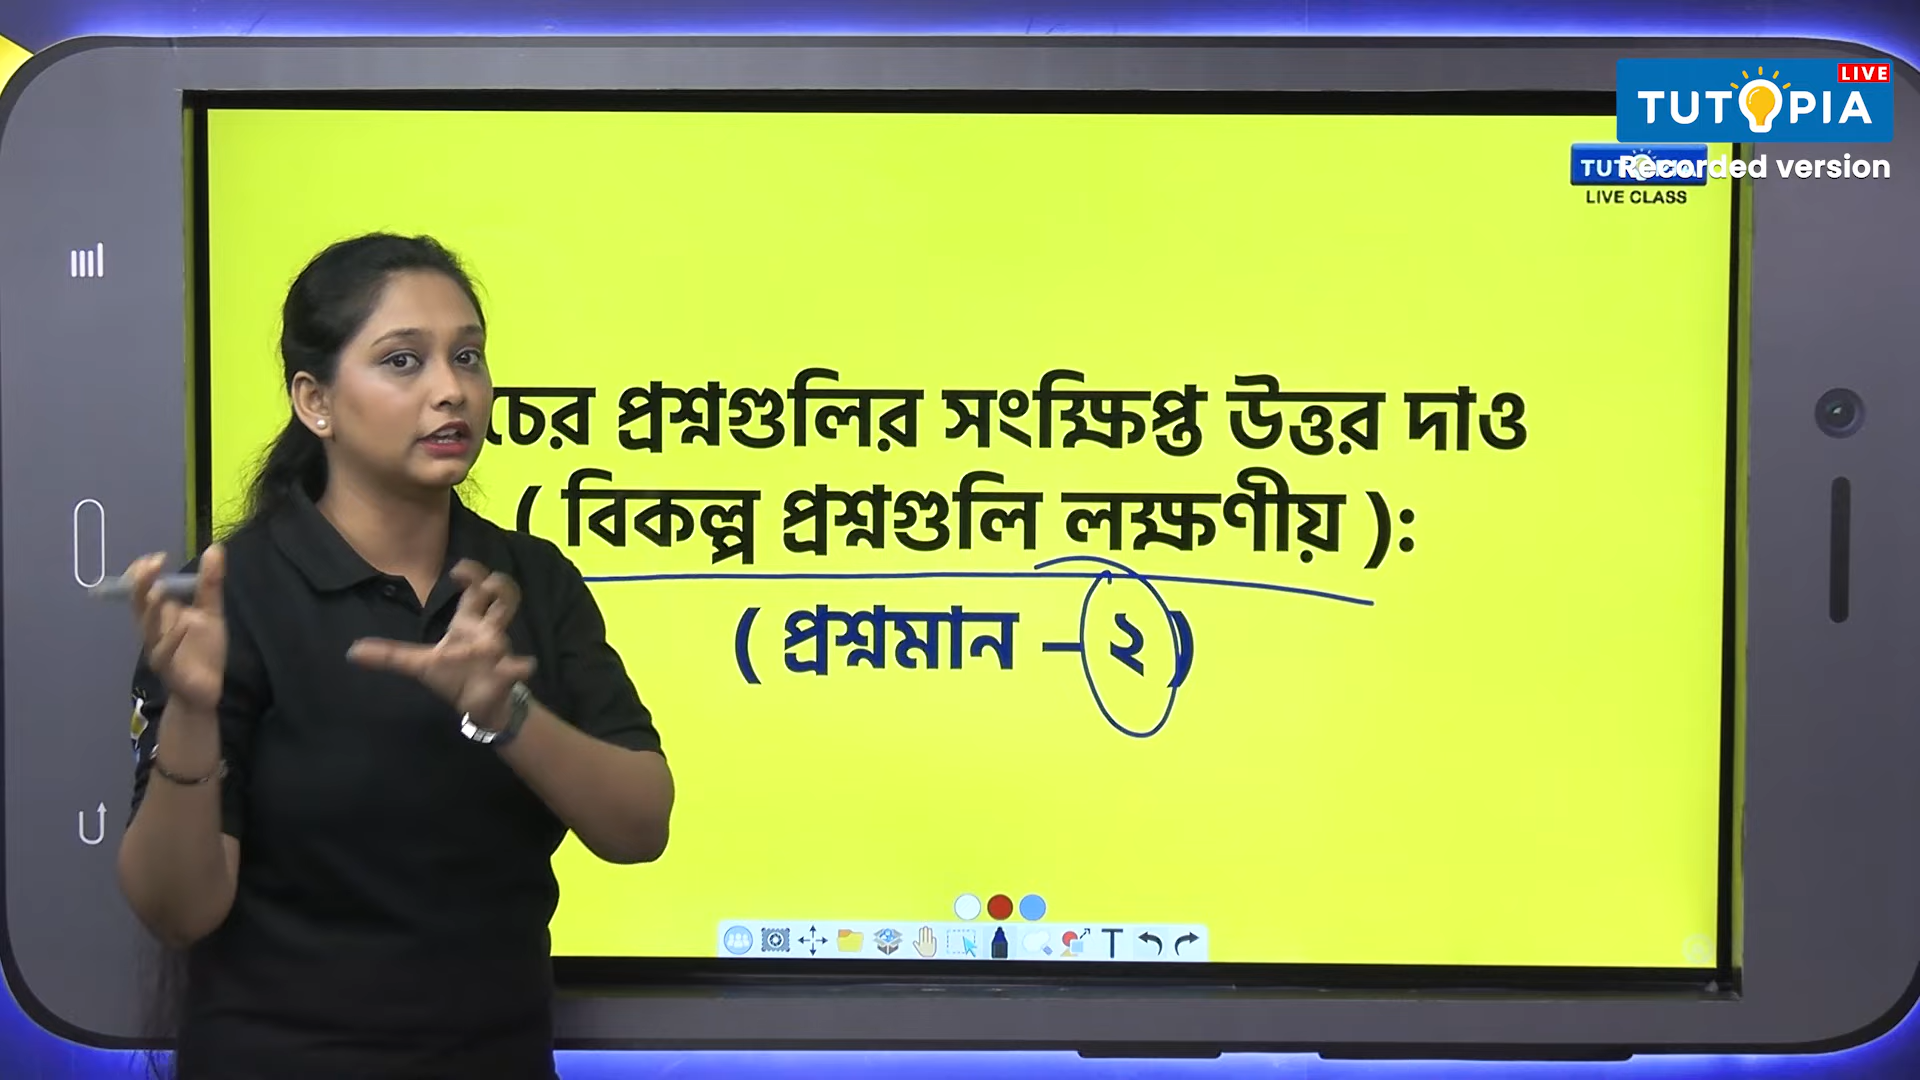 LIVE
TUTOPIA
Recorded version
LIVE CLASS
প্রশ্নগুলির সংক্ষিপ্ত উত্তর দাও
( বিকল্প প্রশ্নগুলি লক্ষণীয় ):
( প্রশ্নমান – ২ )
T